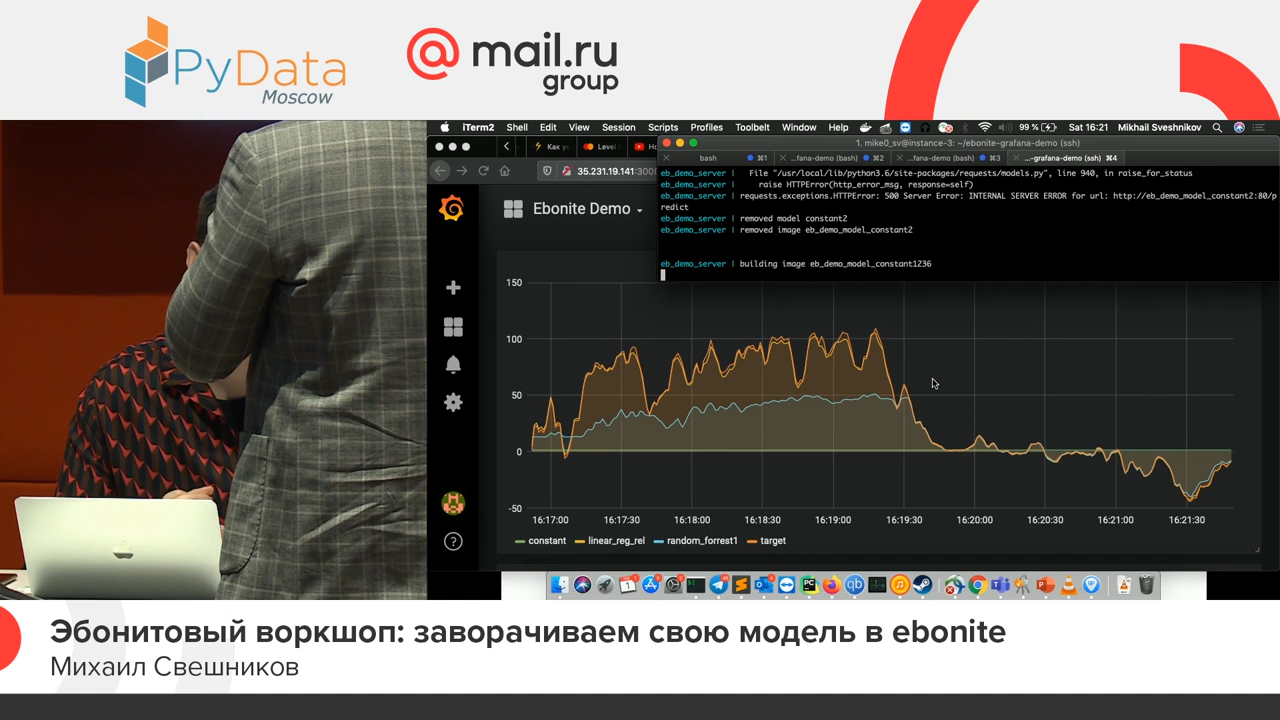 PyData
Moscow
@mail.ru
group
iTerm2 Shell Edit View Session Scripts Profiles Toolbelt Window Help 99 % Sat 16:21 Mikhail Sveshnikov
1. mike0_sv@instance-3: ~/ebonite-grafana-demo (ssh)
bash ⌘1 ...fana-demo (bash) ⌘2 ...fana-demo (bash) ⌘3 ...-grafana-demo (ssh) ⌘4
Как Level
35.231.19.141:300
eb_demo_server | File "/usr/local/lib/python3.6/site-packages/requests/models.py", line 940, in raise_for_status
eb_demo_server | raise HTTPError(http_error_msg, response=self)
eb_demo_server | requests.exceptions.HTTPError: 500 Server Error: INTERNAL SERVER ERROR for url: http://eb_demo_model_constant2:80/p
redict
eb_demo_server | removed model constant2
eb_demo_server | removed image eb_demo_model_constant2
eb_demo_server | building image eb_demo_model_constant1236
Ebonite Demo
150
100
50
0
-50
16:17:00 16:17:30 16:18:00 16:18:30 16:19:00 16:19:30 16:20:00 16:20:30 16:21:00 16:21:30
constant linear_reg_rel random_forrest1 target
Эбонитовый воркшоп: заворачиваем свою модель в ebonite
Михаил Свешников